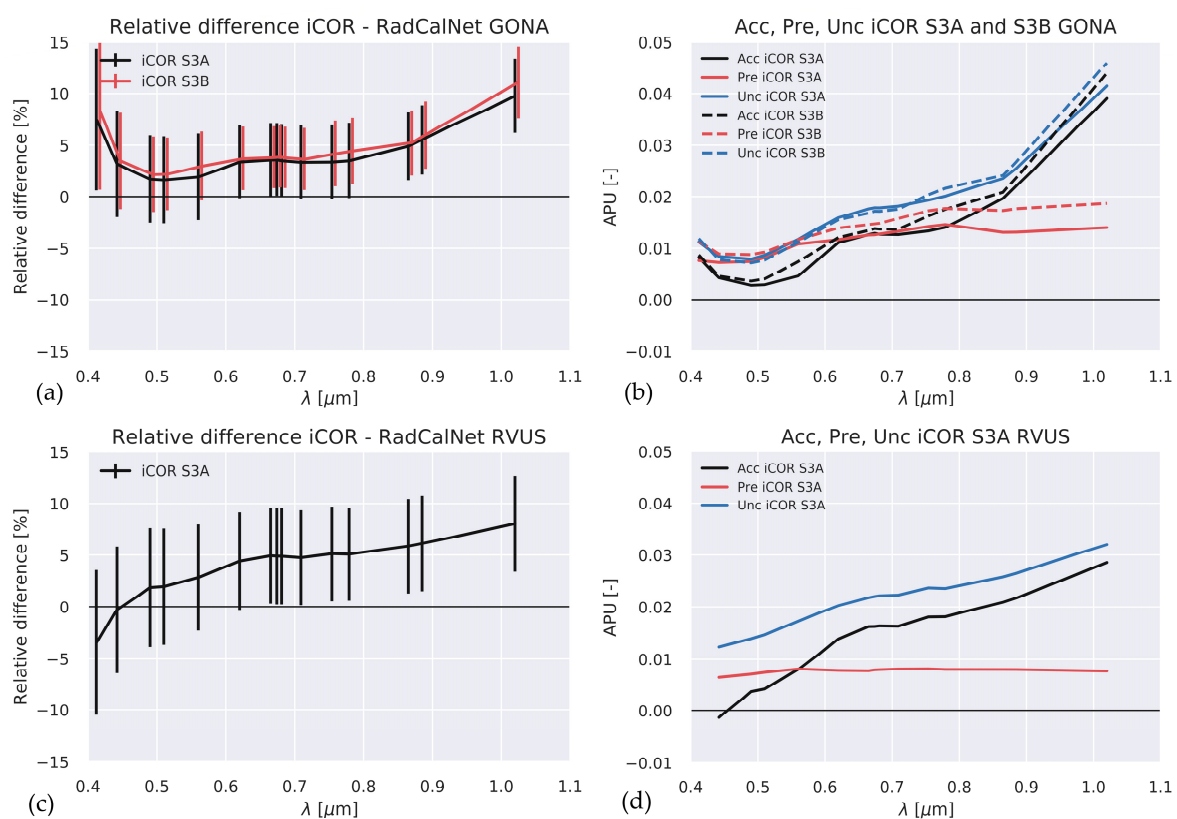 Relative difference iCOR - RadCalNet GONA
Relative difference [%]
15
10
5
0
−5
−10
−15
iCOR S3A
iCOR S3B
0.4 0.5 0.6 0.7 0.8 0.9 1.0 1.1
λ [μm]
(a)
Acc, Pre, Unc iCOR S3A and S3B GONA
APU [-]
0.05
0.04
0.03
0.02
0.01
0.00
−0.01
Acc iCOR S3A
Pre iCOR S3A
Unc iCOR S3A
Acc iCOR S3B
Pre iCOR S3B
Unc iCOR S3B
0.4 0.5 0.6 0.7 0.8 0.9 1.0 1.1
λ [μm]
(b)
Relative difference iCOR - RadCalNet RVUS
Relative difference [%]
15
10
5
0
−5
−10
−15
iCOR S3A
0.4 0.5 0.6 0.7 0.8 0.9 1.0 1.1
λ [μm]
(c)
Acc, Pre, Unc iCOR S3A RVUS
APU [-]
0.05
0.04
0.03
0.02
0.01
0.00
−0.01
Acc iCOR S3A
Pre iCOR S3A
Unc iCOR S3A
0.4 0.5 0.6 0.7 0.8 0.9 1.0 1.1
λ [μm]
(d)